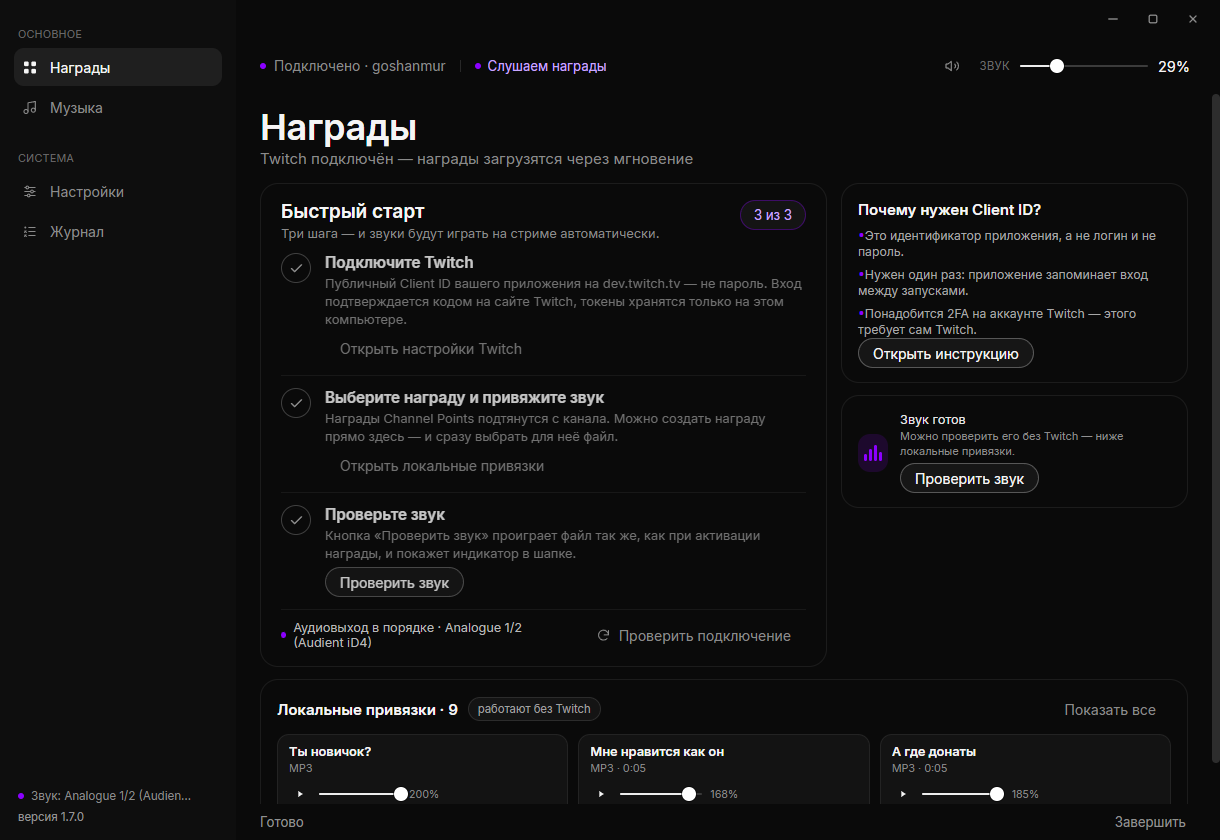 ОСНОВНОЕ
Награды
Музыка
СИСТЕМА
Настройки
Журнал
Звук: Analogue 1/2 (Audien...
версия 1.7.0
Подключено · goshanmur
Слушаем награды
ЗВУК
29%
Награды
Twitch подключён — награды загрузятся через мгновение
Быстрый старт
3 из 3
Три шага — и звуки будут играть на стриме автоматически.
Подключите Twitch
Публичный Client ID вашего приложения на dev.twitch.tv — не пароль. Вход
подтверждается кодом на сайте Twitch, токены хранятся только на этом
компьютере.
Открыть настройки Twitch
Выберите награду и привяжите звук
Награды Channel Points подтянутся с канала. Можно создать награду
прямо здесь — и сразу выбрать для неё файл.
Открыть локальные привязки
Проверьте звук
Кнопка «Проверить звук» проиграет файл так же, как при активации
награды, и покажет индикатор в шапке.
Проверить звук
Аудиовыход в порядке · Analogue 1/2
(Audient iD4)
Проверить подключение
Почему нужен Client ID?
•Это идентификатор приложения, а не логин и не
пароль.
•Нужен один раз: приложение запоминает вход
между запусками.
•Понадобится 2FA на аккаунте Twitch — этого
требует сам Twitch.
Открыть инструкцию
Звук готов
Можно проверить его без Twitch — ниже
локальные привязки.
Проверить звук
Локальные привязки · 9
работают без Twitch
Показать все
Ты новичок?
MP3
200%
Мне нравится как он
MP3 · 0:05
168%
А где донаты
MP3 · 0:05
185%
Готово
Завершить